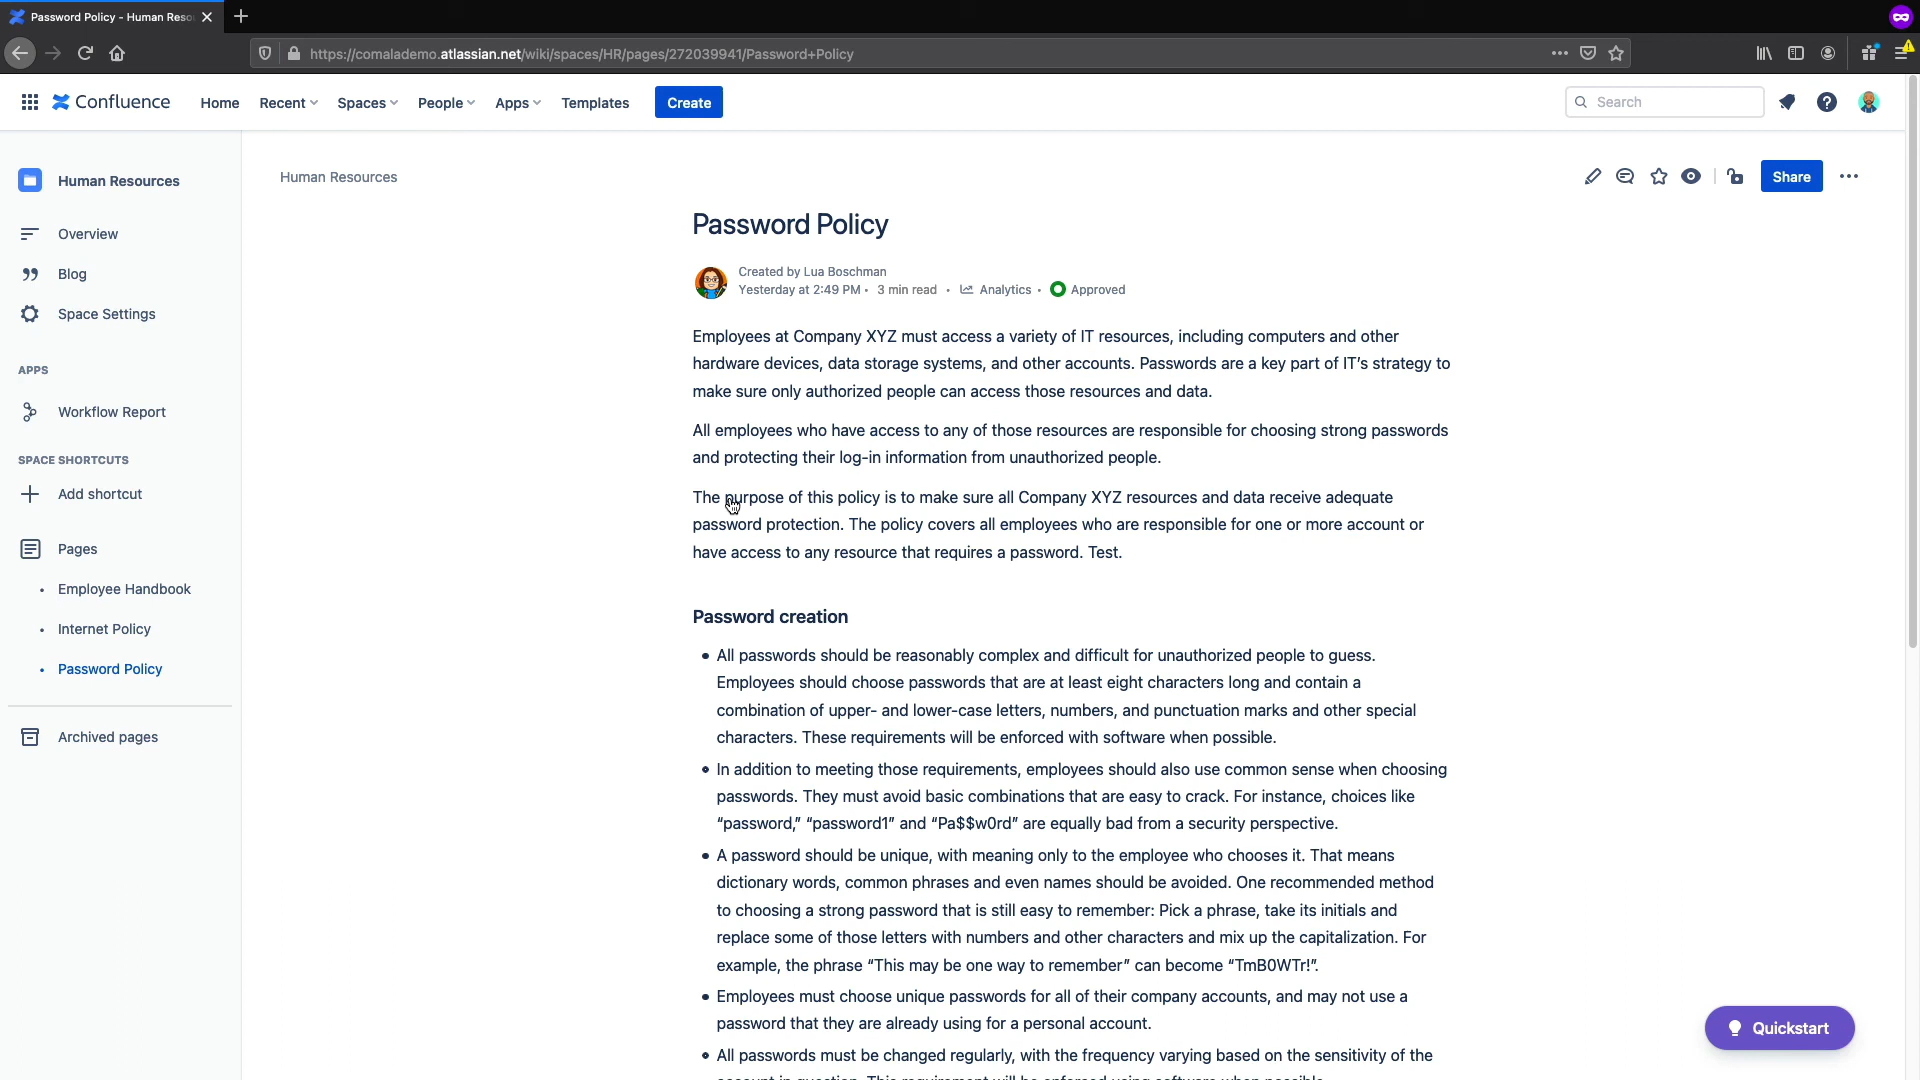 Password Policy - Human Reso
https://comalademo.atlassian.net/wiki/spaces/HR/pages/272039941/Password+Policy
Confluence
Home
Recent
Spaces
People
Apps
Templates
Create
Search
Human Resources
Overview
Blog
Space Settings
APPS
Workflow Report
SPACE SHORTCUTS
Add shortcut
Pages
• Employee Handbook
• Internet Policy
• Password Policy
Archived pages
Human Resources
Share
Password Policy
Created by Lua Boschman
Yesterday at 2:49 PM • 3 min read • Analytics • Approved
Employees at Company XYZ must access a variety of IT resources, including computers and other
hardware devices, data storage systems, and other accounts. Passwords are a key part of IT's strategy to
make sure only authorized people can access those resources and data.
All employees who have access to any of those resources are responsible for choosing strong passwords
and protecting their log-in information from unauthorized people.
The purpose of this policy is to make sure all Company XYZ resources and data receive adequate
password protection. The policy covers all employees who are responsible for one or more account or
have access to any resource that requires a password. Test.
Password creation
• All passwords should be reasonably complex and difficult for unauthorized people to guess.
Employees should choose passwords that are at least eight characters long and contain a
combination of upper- and lower-case letters, numbers, and punctuation marks and other special
characters. These requirements will be enforced with software when possible.
• In addition to meeting those requirements, employees should also use common sense when choosing
passwords. They must avoid basic combinations that are easy to crack. For instance, choices like
“password,” “password1” and “Pa$$w0rd” are equally bad from a security perspective.
• A password should be unique, with meaning only to the employee who chooses it. That means
dictionary words, common phrases and even names should be avoided. One recommended method
to choosing a strong password that is still easy to remember: Pick a phrase, take its initials and
replace some of those letters with numbers and other characters and mix up the capitalization. For
example, the phrase “This may be one way to remember” can become “TmB0WTr!”.
• Employees must choose unique passwords for all of their company accounts, and may not use a
password that they are already using for a personal account.
• All passwords must be changed regularly, with the frequency varying based on the sensitivity of the
Quickstart